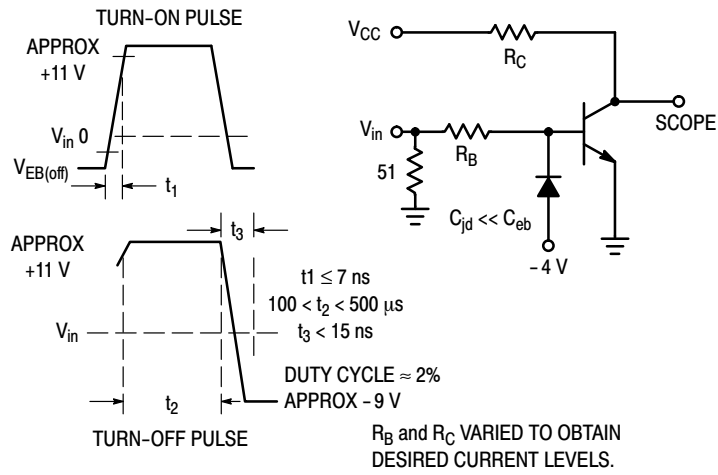 TURN-ON PULSE
APPROX
+11 V
V_in 0
V_EB(off)
t_1
V_CC
R_C
V_in
R_B
51
SCOPE
C_jd << C_eb
-4 V
APPROX
+11 V
t_3
t1 ≤ 7 ns
100 < t_2 < 500 μs
t_3 < 15 ns
V_in
DUTY CYCLE ≈ 2%
APPROX -9 V
t_2
TURN-OFF PULSE
R_B and R_C VARIED TO OBTAIN
DESIRED CURRENT LEVELS.